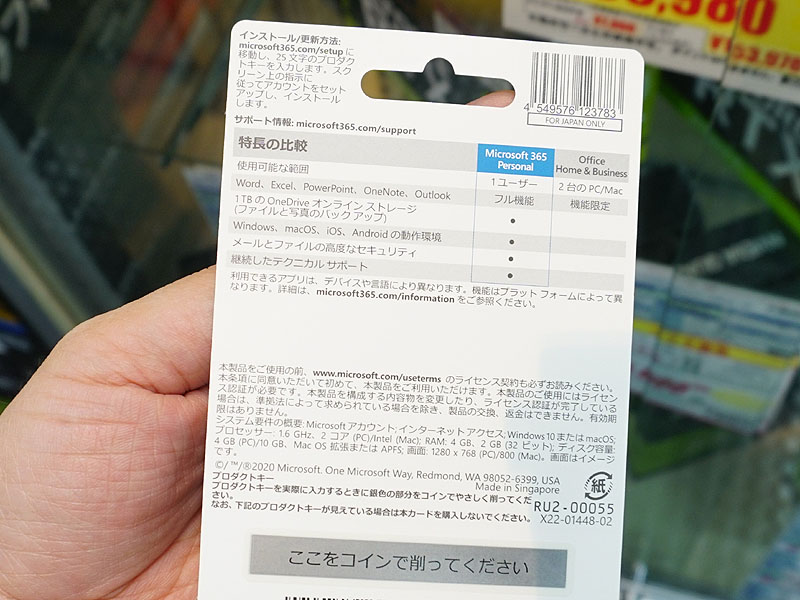 インストール/更新方法:
microsoft365.com/setup に
移動し、25 文字のプロダク
トキーを入力します。スク
リーン上の指示に
従ってアカウントをセット
アップし、インストール
します。
4 549576 123783
FOR JAPAN ONLY
サポート情報: microsoft365.com/support
特長の比較
Microsoft 365 Personal
Office Home & Business
使用可能な範囲 1 ユーザー 2 台の PC/Mac
Word、Excel、PowerPoint、OneNote、Outlook フル機能 機能限定
1 TB の OneDrive オンライン ストレージ
(ファイルと写真のバックアップ) ●
Windows、macOS、iOS、Android の動作環境 ●
メールとファイルの高度なセキュリティ ●
継続したテクニカル サポート ●
利用できるアプリは、デバイスや言語により異なります。機能はプラット フォームによって異
なります。詳細は、microsoft365.com/information をご参照ください。
本製品をご使用の前、www.microsoft.com/useterms のライセンス契約も必ずお読みください。
本条項に同意いただいて初めて、本製品をご利用いただけます。本製品のご使用にはライセン
ス認証が必要です。本製品を構成する内容物を変更したり、ライセンス認証が完了している
場合は、準拠法によって求められている場合を除き、製品の交換、返金はできません。有効期
限はありません。
システム要件の概要: Microsoft アカウント; インターネット アクセス; Windows 10 または macOS;
プロセッサー: 1.6 GHz、2 コア (PC)/Intel (Mac); RAM: 4 GB、2 GB (32 ビット); ディスク容量:
4 GB (PC)/10 GB、Mac OS 拡張または APFS; 画面: 1280 x 768 (PC)/800 (Mac)。画面はイメージ
です。
©/™/®2020 Microsoft. One Microsoft Way, Redmond, WA 98052-6399, USA
Made in Singapore
紙
プロダクトキー
プロダクトキーを実際に入力するときに銀色の部分をコインでやさしく削ってくだ
さい。
なお、下記のプロダクトキーが見えている場合は本カードを購入しないでください。
RU2-00055
X22-01448-02
ここをコインで削ってください